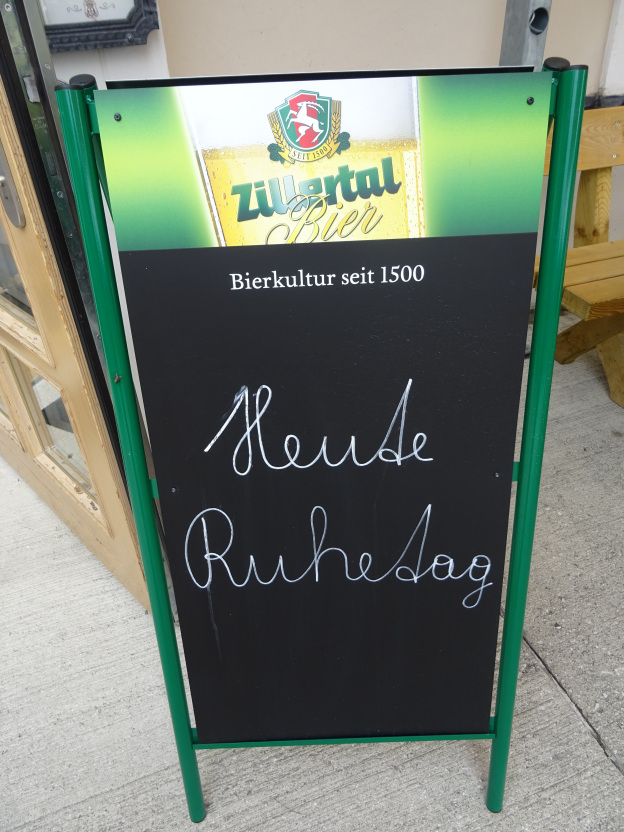 SEIT 1500
Zillertal
Bier
Bierkultur seit 1500
Heute
Ruhetag